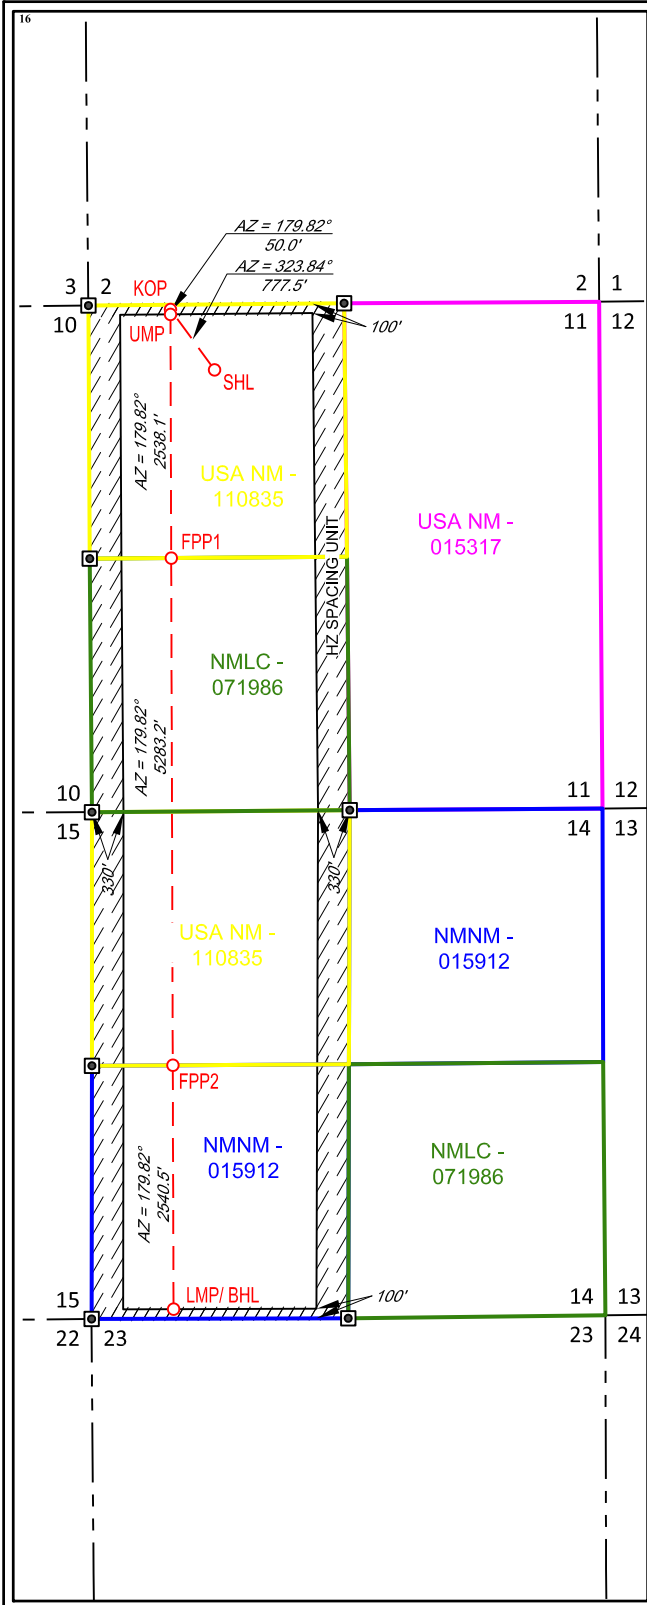 16
AZ = 179.82°
50.0'
AZ = 323.84°
777.5'
3 2
2 1
KOP
10
11 12
100'
UMP
SHL
AZ = 179.82°
2538.1'
USA NM -
110835
USA NM -
015317
HZ SPACING UNIT
FPP1
NMLC -
071986
AZ = 179.82°
5283.2'
10
11 12
15
14 13
330'
330'
USA NM -
110835
NMNM -
015912
FPP2
NMNM -
015912
NMLC -
071986
AZ = 179.82°
2540.5'
LMP/ BHL
100'
15
14 13
22 23
23 24